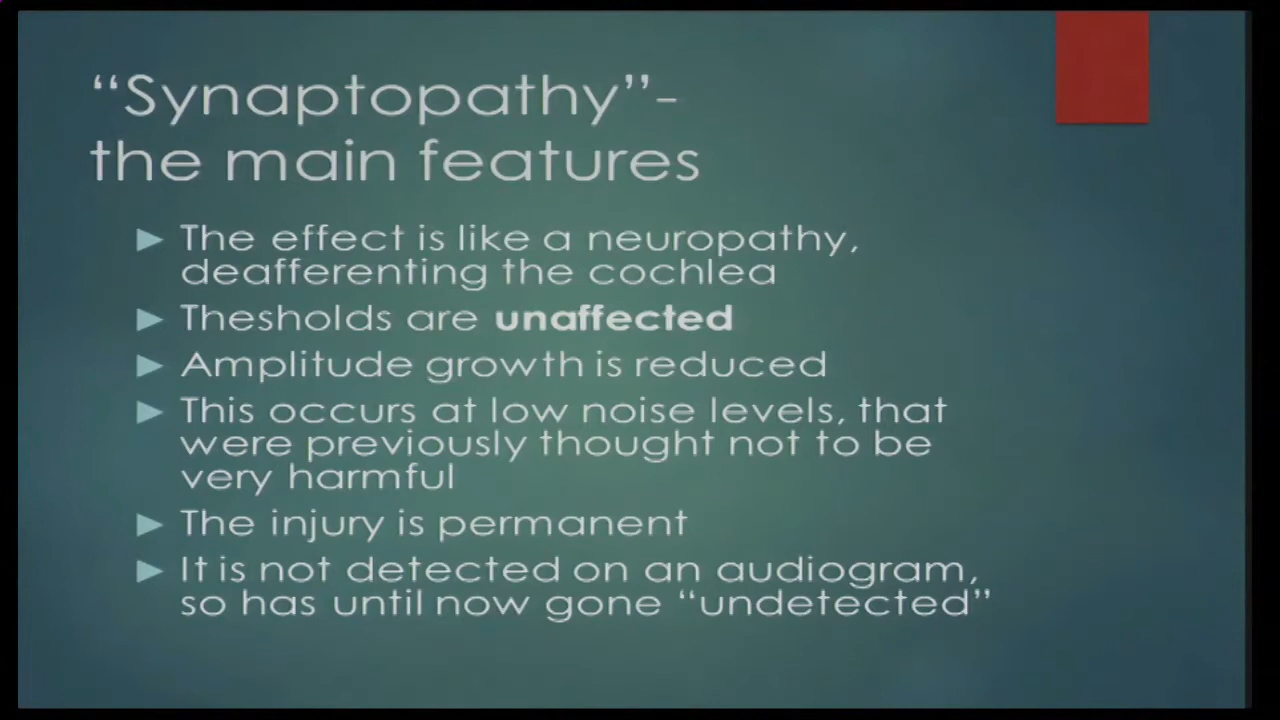 “Synaptopathy”-
the main features
The effect is like a neuropathy,
deafferenting the cochlea
Thesholds are unaffected
Amplitude growth is reduced
This occurs at low noise levels, that
were previously thought not to be
very harmful
The injury is permanent
It is not detected on an audiogram,
so has until now gone “undetected”